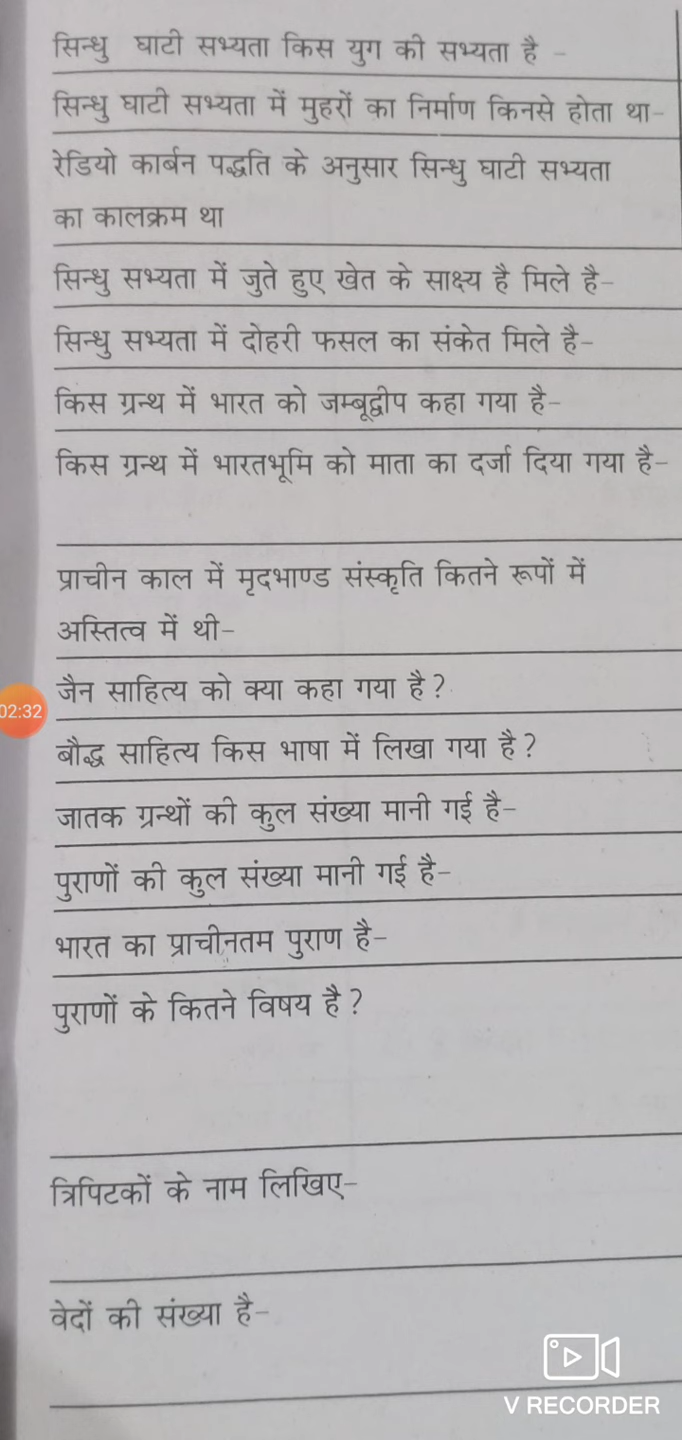 सिन्धु घाटी सभ्यता किस युग की सभ्यता है –
सिन्धु घाटी सभ्यता में मुहरों का निर्माण किनसे होता था–
रेडियो कार्बन पद्धति के अनुसार सिन्धु घाटी सभ्यता
का कालक्रम था
सिन्धु सभ्यता में जुते हुए खेत के साक्ष्य है मिले है–
सिन्धु सभ्यता में दोहरी फसल का संकेत मिले है–
किस ग्रन्थ में भारत को जम्बूद्वीप कहा गया है–
किस ग्रन्थ में भारतभूमि को माता का दर्जा दिया गया है–
प्राचीन काल में मृदभाण्ड संस्कृति कितने रूपों में
अस्तित्व में थी–
जैन साहित्य को क्या कहा गया है?
02:32
बौद्ध साहित्य किस भाषा में लिखा गया है?
जातक ग्रन्थों की कुल संख्या मानी गई है–
पुराणों की कुल संख्या मानी गई है–
भारत का प्राचीनतम पुराण है–
पुराणों के कितने विषय है?
त्रिपिटकों के नाम लिखिए–
वेदों की संख्या है–
V RECORDER